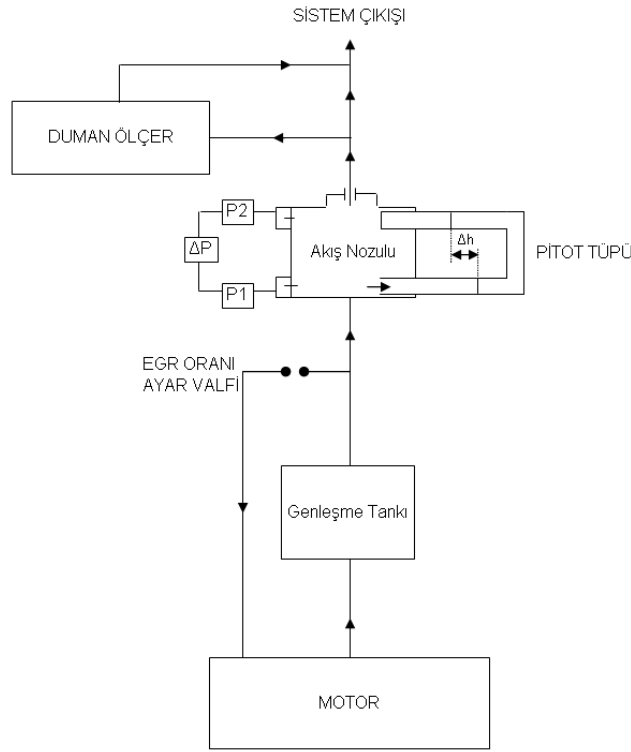 SİSTEM ÇIKIŞI
DUMAN ÖLÇER
P2
ΔP
P1
Akış Nozulu
Δh
PİTOT TÜPÜ
EGR ORANI
AYAR VALFİ
Genleşme Tankı
MOTOR